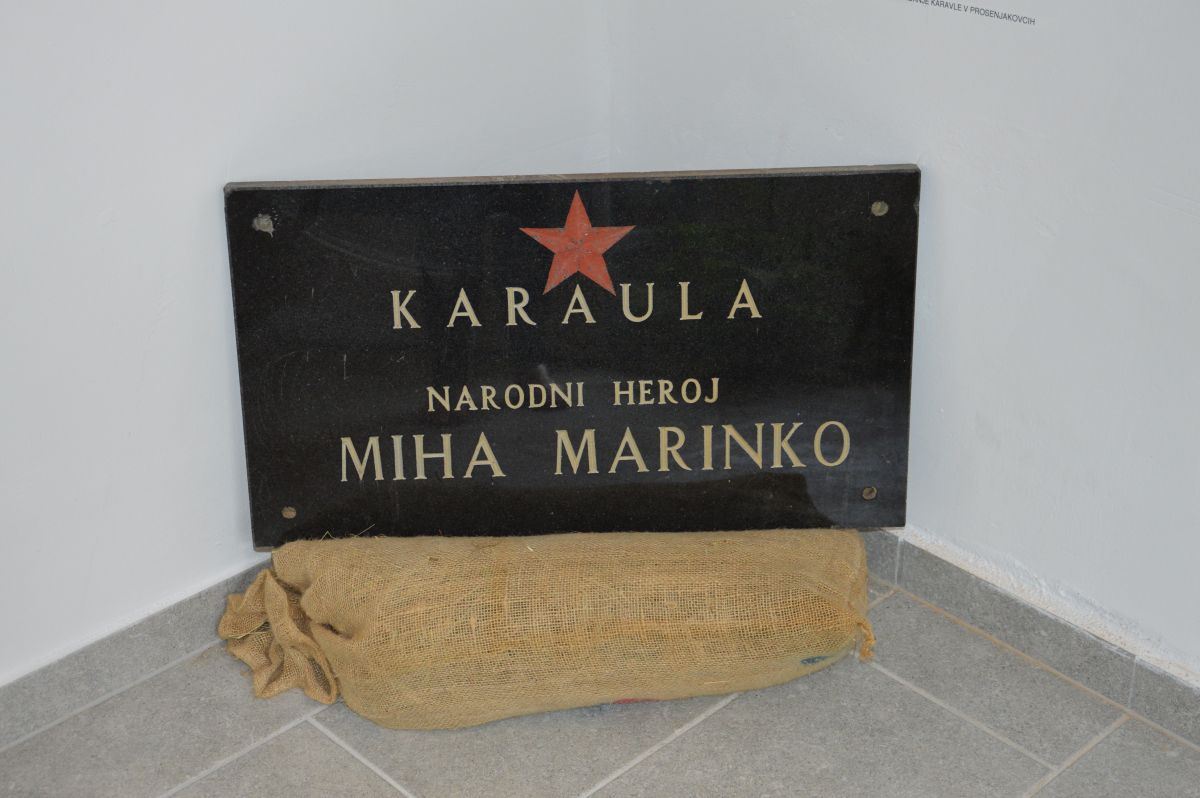 KARAVLE V PROSENJAKOVCIH
KARAULA
NARODNI HEROJ
MIHA MARINKO